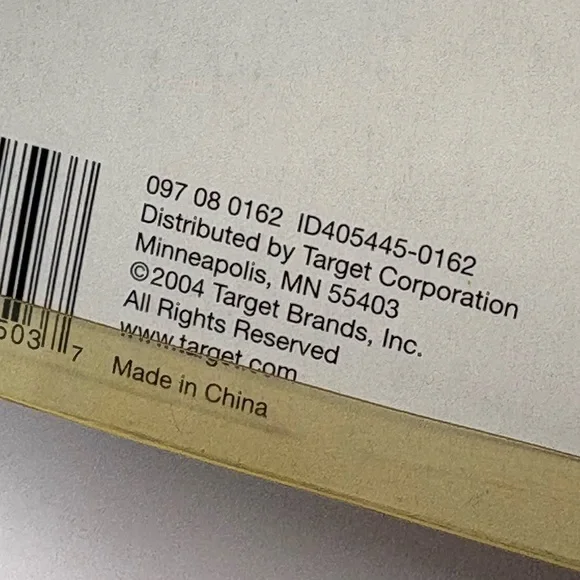 097 08 0162 ID405445-0162
Distributed by Target Corporation
Minneapolis, MN 55403
©2004 Target Brands, Inc.
All Rights Reserved
www.target.com
Made in China
503 7